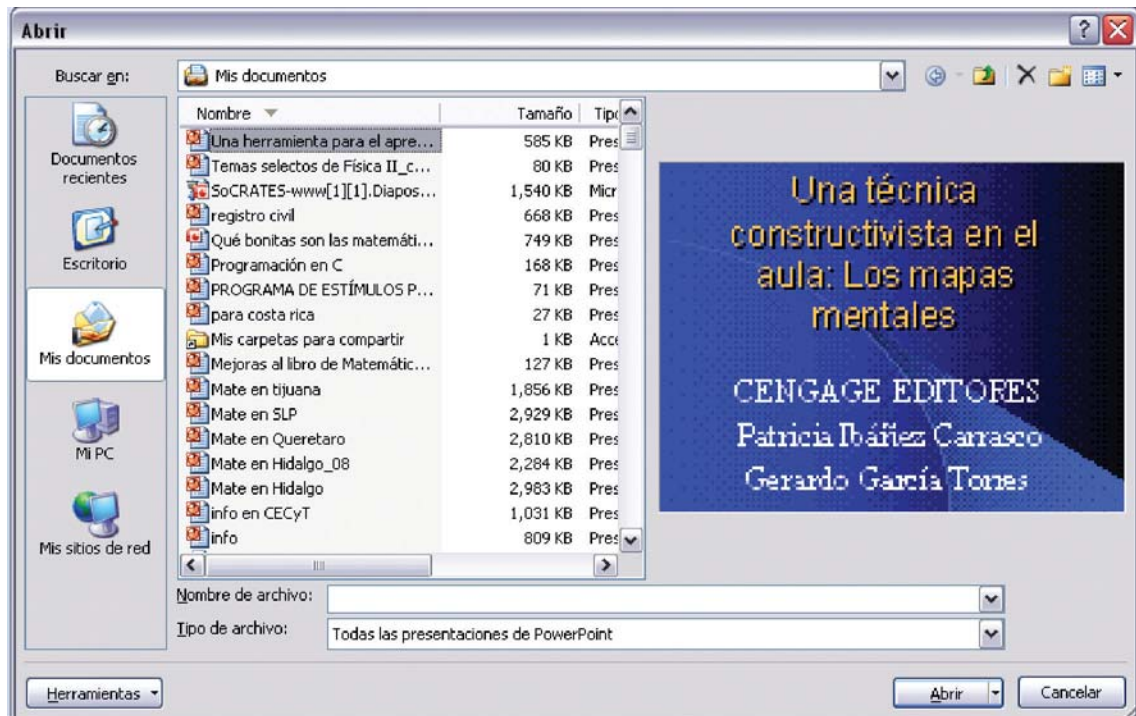 Abrir
Buscar en:
Mis documentos
Documentos
recientes
Escritorio
Mis documentos
Mi PC
Mis sitios de red
Nombre Tamaño Tipo
Una herramienta para el apre... 585 KB Pres
Temas selectos de Física II_c... 80 KB Pres
SoCRATES-www[1][1].Diapos... 1,540 KB Micr
registro civil 668 KB Pres
Qué bonitas son las matemáti... 749 KB Pres
Programación en C 168 KB Pres
PROGRAMA DE ESTÍMULOS P... 71 KB Pres
para costa rica 27 KB Pres
Mis carpetas para compartir 1 KB Acce
Mejoras al libro de Matemátic... 127 KB Pres
Mate en tijuana 1,856 KB Pres
Mate en SLP 2,929 KB Pres
Mate en Queretaro 2,810 KB Pres
Mate en Hidalgo_08 2,284 KB Pres
Mate en Hidalgo 2,983 KB Pres
info en CECyT 1,031 KB Pres
info 809 KB Pres
Una técnica
constructivista en el
aula: Los mapas
mentales
CENGAGE EDITORES
Patricia Ibáñez Carrasco
Gerardo García Torres
Nombre de archivo:
Tipo de archivo: Todas las presentaciones de PowerPoint
Herramientas
Abrir
Cancelar